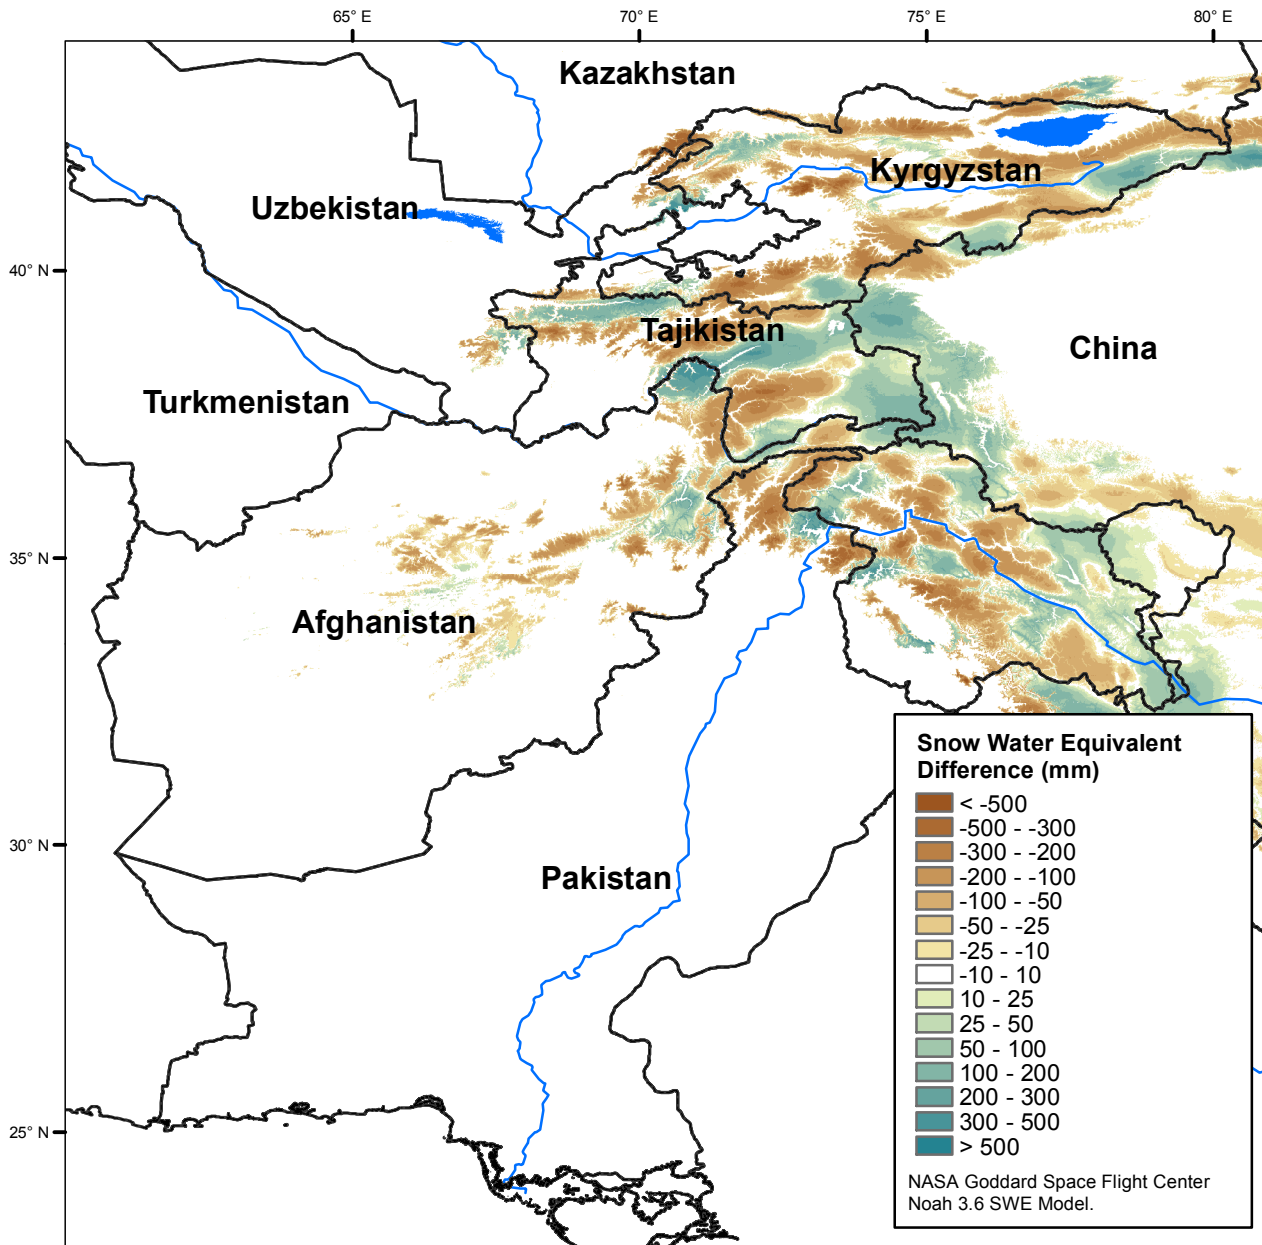 65° E
70° E
75° E
80° E
Kazakhstan
Kyrgyzstan
Uzbekistan
40° N
Tajikistan
China
Turkmenistan
35° N
Afghanistan
Snow Water Equivalent
Difference (mm)
< -500
-500 - -300
-300 - -200
-200 - -100
-100 - -50
-50 - -25
-25 - -10
-10 - 10
10 - 25
25 - 50
50 - 100
100 - 200
200 - 300
300 - 500
> 500
30° N
Pakistan
25° N
NASA Goddard Space Flight Center
Noah 3.6 SWE Model.